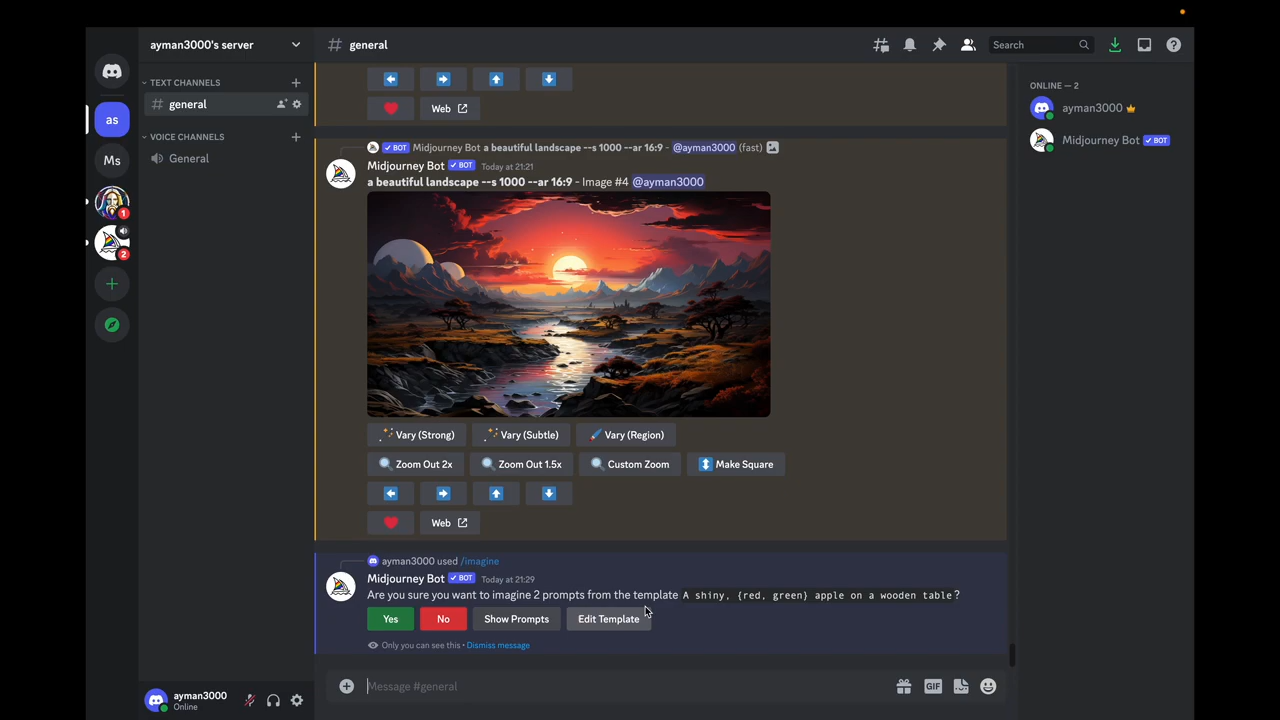 ayman3000's server
# general
Search
TEXT CHANNELS
# general
VOICE CHANNELS
General
as
Ms
1
2
Web
BOT Midjourney Bot a beautiful landscape --s 1000 --ar 16:9 - @ayman3000 (fast)
Midjourney Bot BOT Today at 21:21
a beautiful landscape --s 1000 --ar 16:9 - Image #4 @ayman3000
Vary (Strong) Vary (Subtle) Vary (Region)
Zoom Out 2x Zoom Out 1.5x Custom Zoom Make Square
Web
ayman3000 used /imagine
Midjourney Bot BOT Today at 21:29
Are you sure you want to imagine 2 prompts from the template A shiny, {red, green} apple on a wooden table?
Yes No Show Prompts Edit Template
Only you can see this • Dismiss message
Message #general
GIF
ayman3000
Online
ONLINE — 2
ayman3000
Midjourney Bot BOT